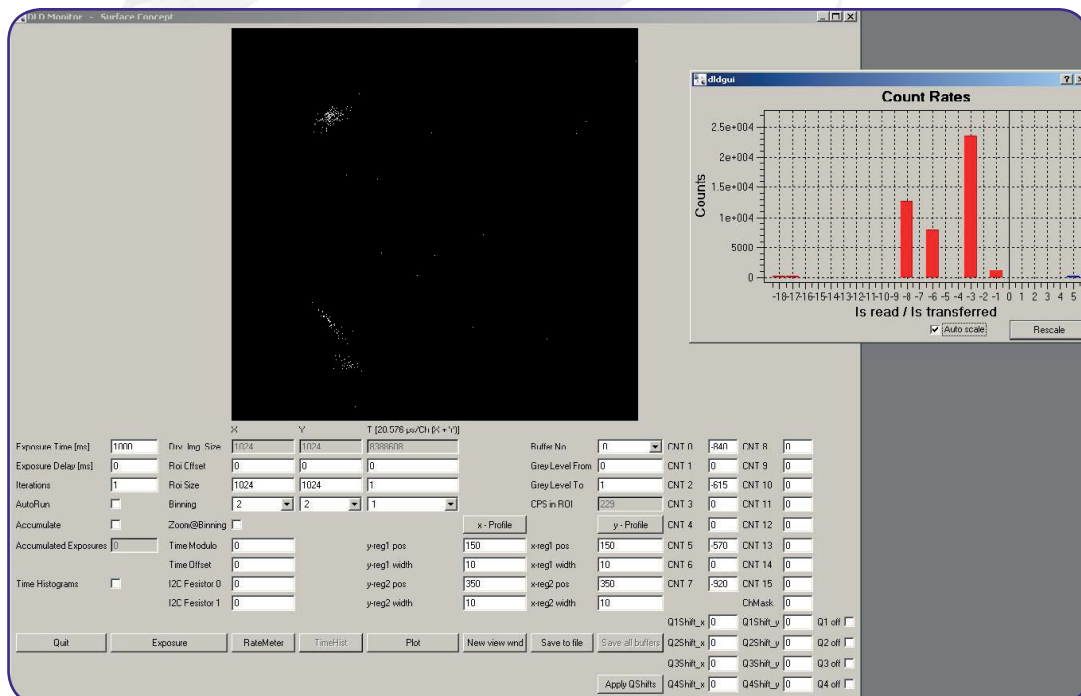 DLD Monitor - Surface Concept
dldgui
Count Rates
Counts
2.5e+004
2e+004
1.5e+004
1e+004
5000
0
-18-17-16-15-14-13-12-11-10-9 -8 -7 -6 -5 -4 -3 -2 -1 0 1 2 3 4 5
Is read / Is transferred
Auto scale
Rescale
X Y T [20.576 ps/Ch (X + Y)]
Exposure Time [ms] 1000 Drv. Img. Size 1024 1024 8388608 Buffer No. 0 CNT 0 -840 CNT 8 0
Exposure Delay [ms] 0 Roi Offset 0 0 0 Grey Level From 0 CNT 1 0 CNT 9 0
Iterations 1 Roi Size 1024 1024 1 Grey Level To 1 CNT 2 -615 CNT 10 0
AutoRun Binning 2 2 1 CPS in ROI 229 CNT 3 0 CNT 11 0
Accumulate Zoom@Binning x - Profile y - Profile CNT 4 0 CNT 12 0
Accumulated Exposures 0 Time Modulo 0 y-reg1 pos 150 x-reg1 pos 150 CNT 5 -570 CNT 13 0
Time Offset 0 y-reg1 width 10 x-reg1 width 10 CNT 6 0 CNT 14 0
Time Histograms I2C Resistor 0 0 y-reg2 pos 350 x-reg2 pos 350 CNT 7 -920 CNT 15 0
I2C Resistor 1 0 y-reg2 width 10 x-reg2 width 10 ChMask 0
Q1Shift_x 0 Q1Shift_y 0 Q1 off
Quit Exposure RateMeter TimeHist Plot New view wnd Save to file Save all buffers Q2Shift_x 0 Q2Shift_y 0 Q2 off
Q3Shift_x 0 Q3Shift_y 0 Q3 off
Apply QShifts Q4Shift_x 0 Q4Shift_y 0 Q4 off